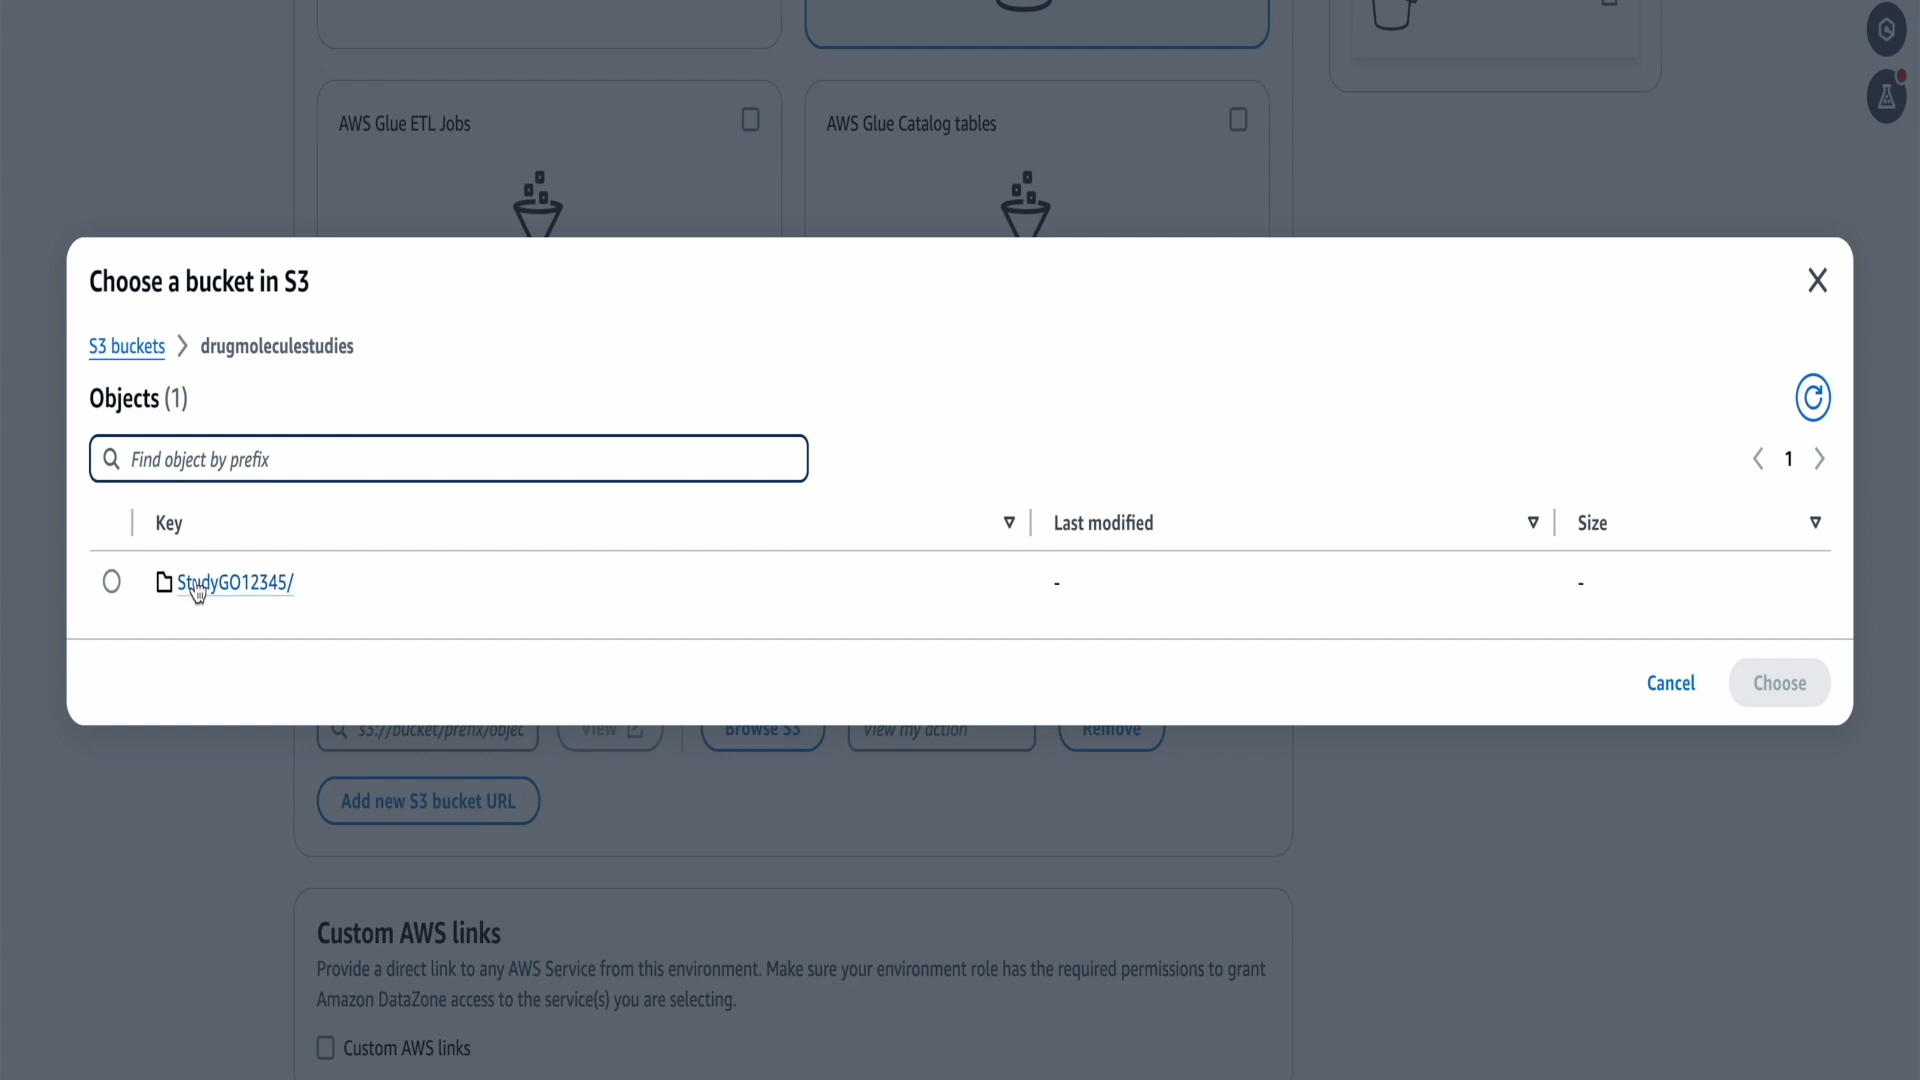 AWS Glue ETL Jobs
AWS Glue Catalog tables
Choose a bucket in S3
S3 buckets > drugmoleculestudies
Objects (1)
Find object by prefix
1
Key
Last modified
Size
StudyGO12345/
-
-
Cancel
Choose
s3://bucket/prefix/objec
View
Browse S3
View my action
Remove
Add new S3 bucket URL
Custom AWS links
Provide a direct link to any AWS Service from this environment. Make sure your environment role has the required permissions to grant
Amazon DataZone access to the service(s) you are selecting.
Custom AWS links